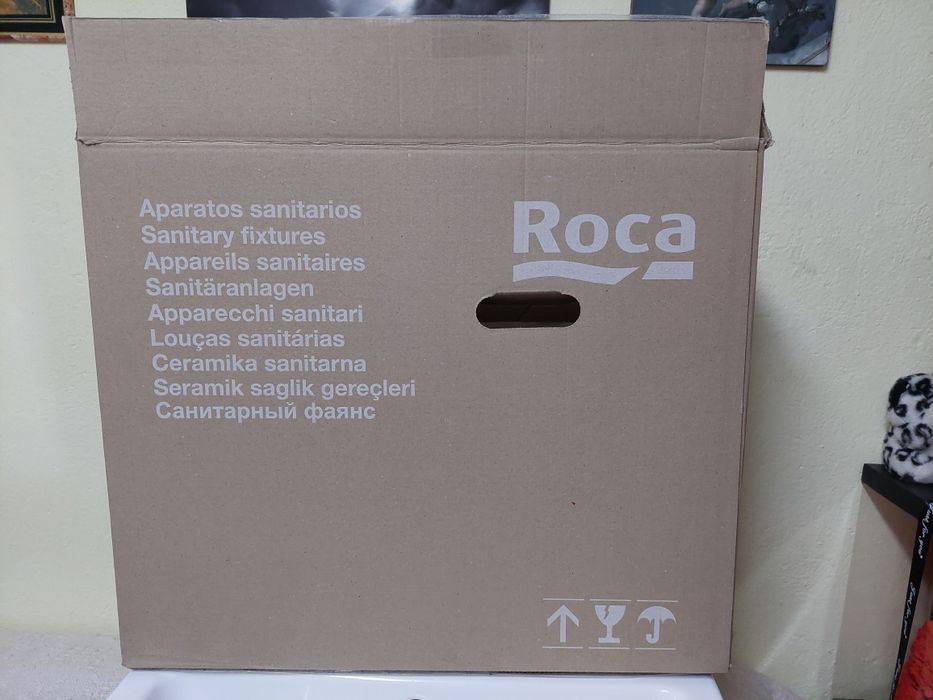 Aparatos sanitarios
Sanitary fixtures
Appareils sanitaires
Sanitäranlagen
Apparecchi sanitari
Louças sanitárias
Ceramika sanitarna
Seramik saglik gereçleri
Санитарный фаянс
Roca